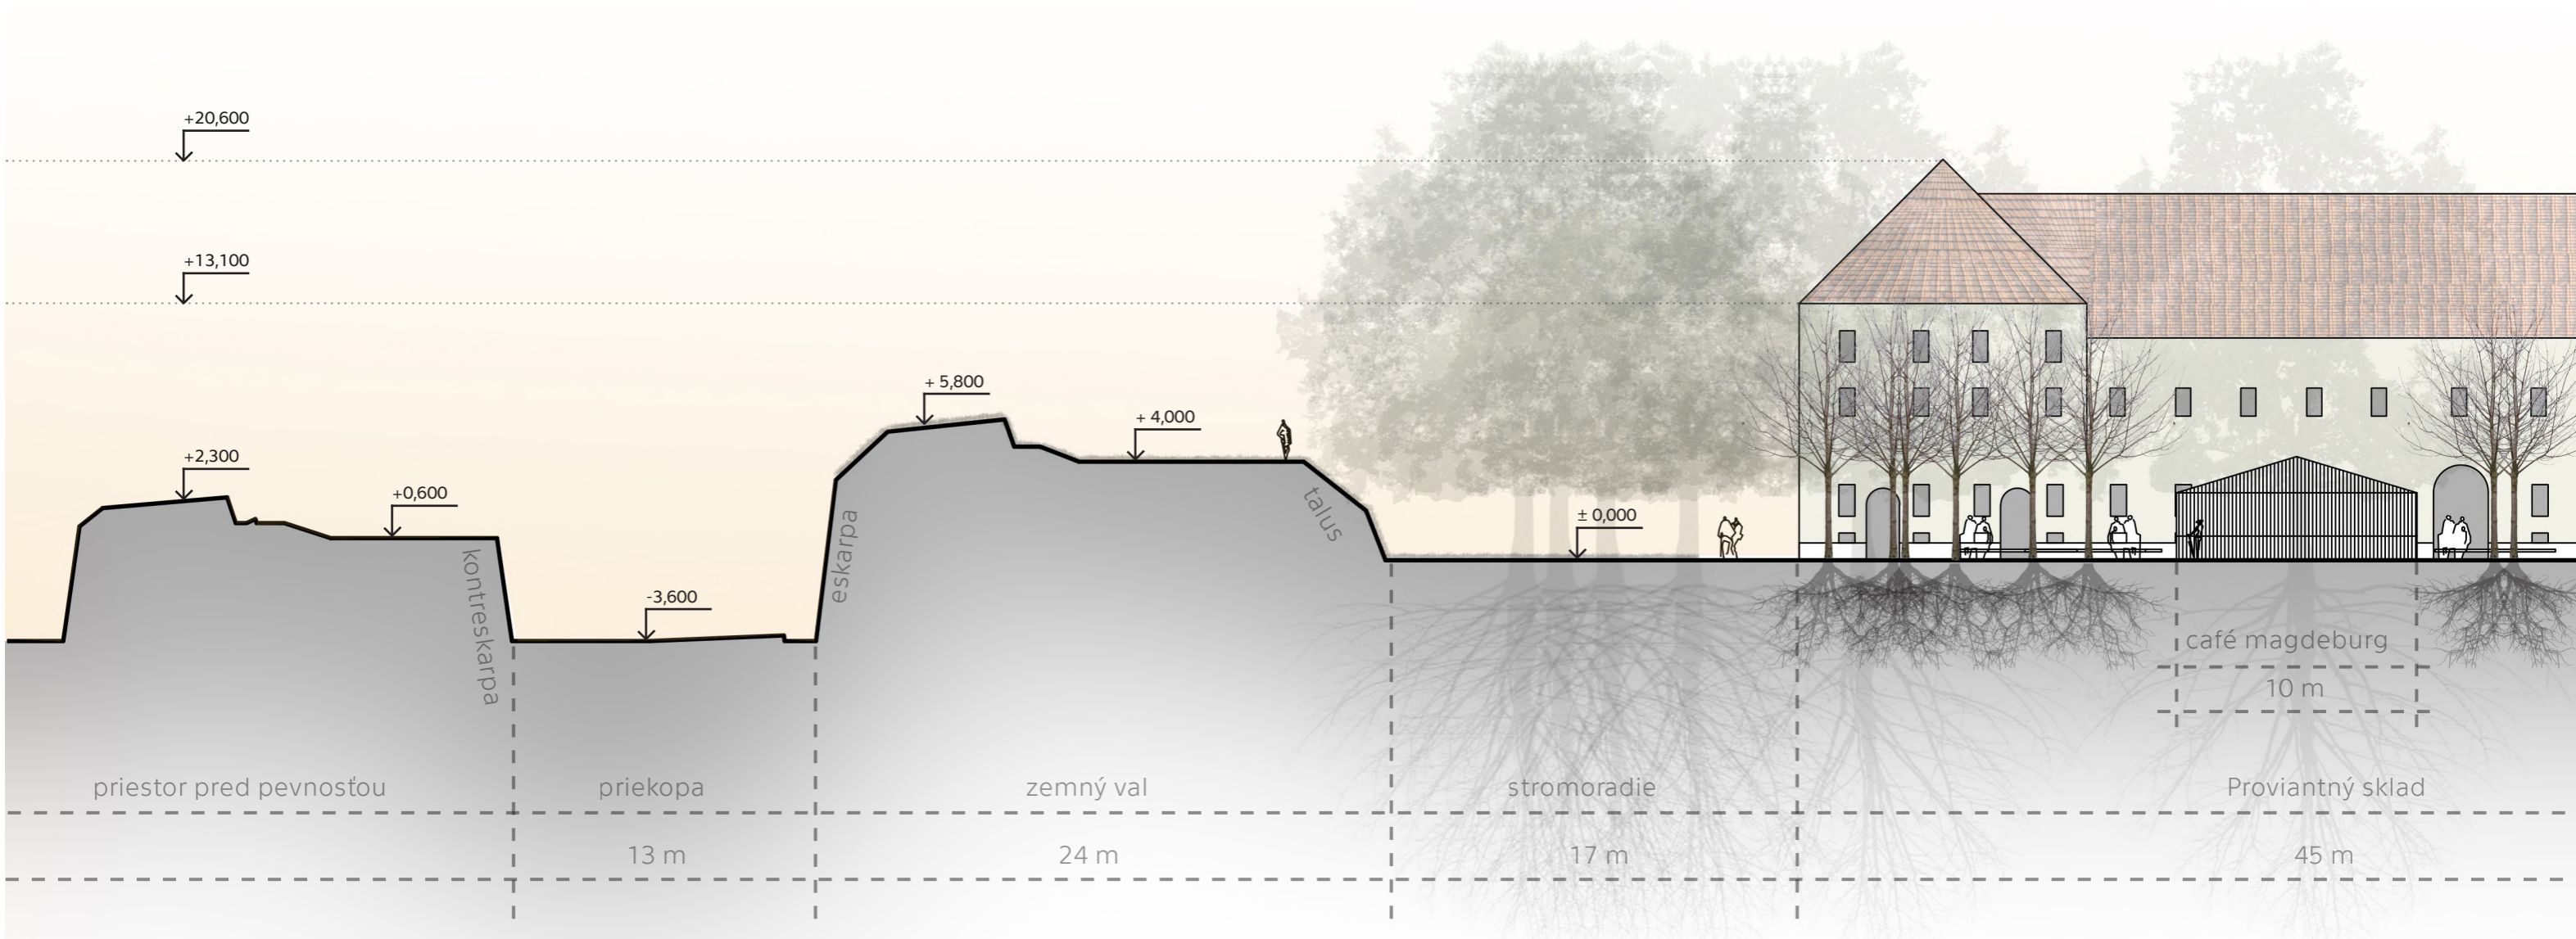 +20,600
+13,100
+ 5,800
+ 4,000
+2,300
+0,600
± 0,000
-3,600
kontreskarpa
eskarpa
talus
café magdeburg
10 m
priestor pred pevnosťou
priekopa
zemný val
stromoradie
Proviantný sklad
13 m
24 m
17 m
45 m